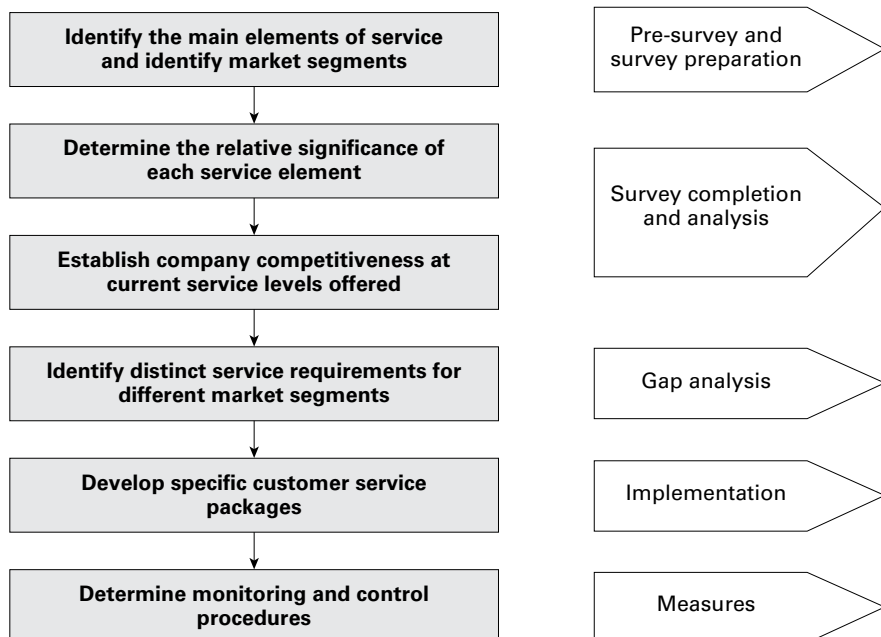 Identify the main elements of service
and identify market segments
Pre-survey and
survey preparation
Determine the relative significance of
each service element
Survey completion
and analysis
Establish company competitiveness at
current service levels offered
Identify distinct service requirements for
different market segments
Gap analysis
Develop specific customer service
packages
Implementation
Determine monitoring and control
procedures
Measures